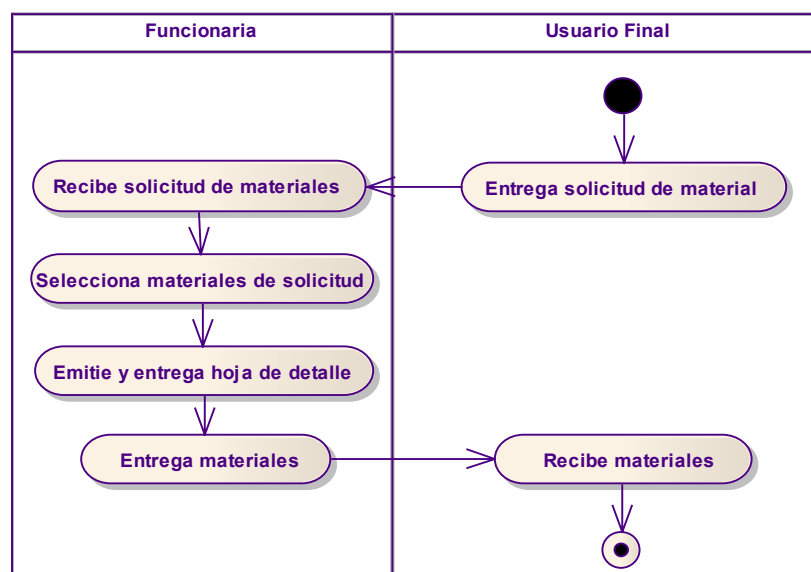 Funcionaria
Usuario Final
Entrega solicitud de material
Recibe solicitud de materiales
Selecciona materiales de solicitud
Emitie y entrega hoja de detalle
Entrega materiales
Recibe materiales